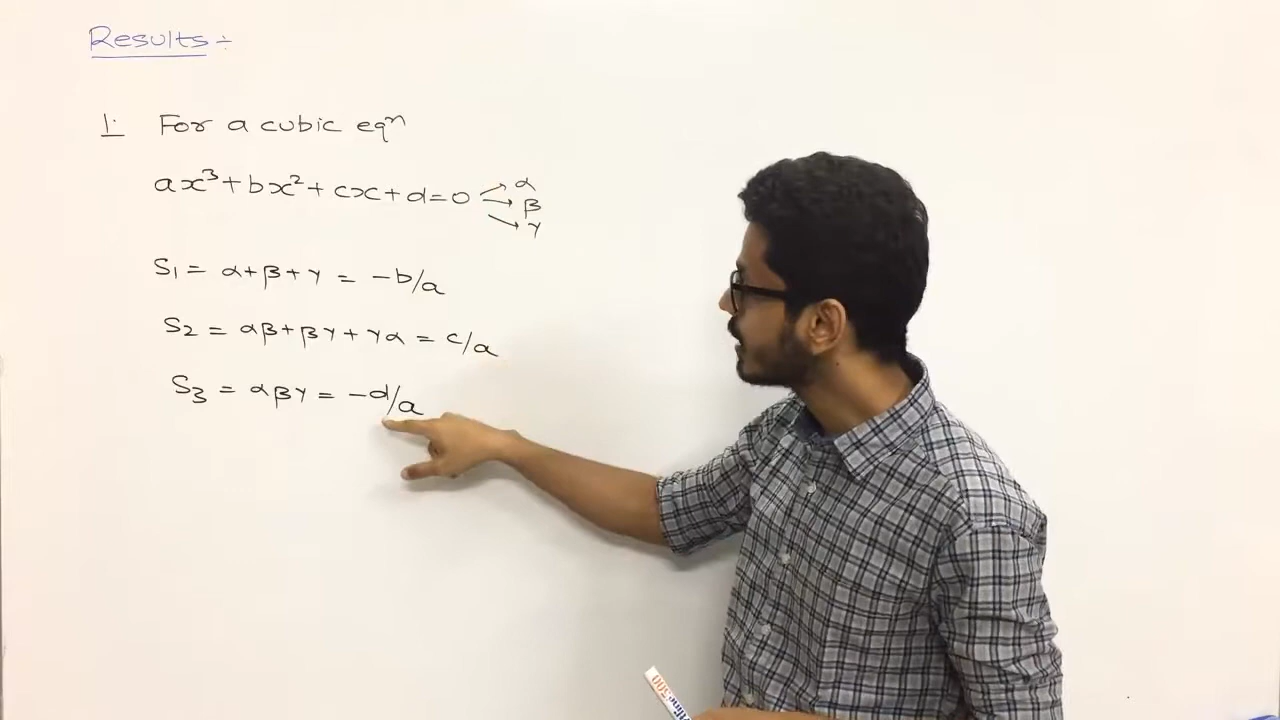 Results ÷
1. For a cubic eqⁿ
ax³ + bx² + cx + d = 0 → α
→ β
→ γ
S₁ = α + β + γ = -b/a
S₂ = αβ + βγ + γα = c/a
S₃ = αβγ = -d/a